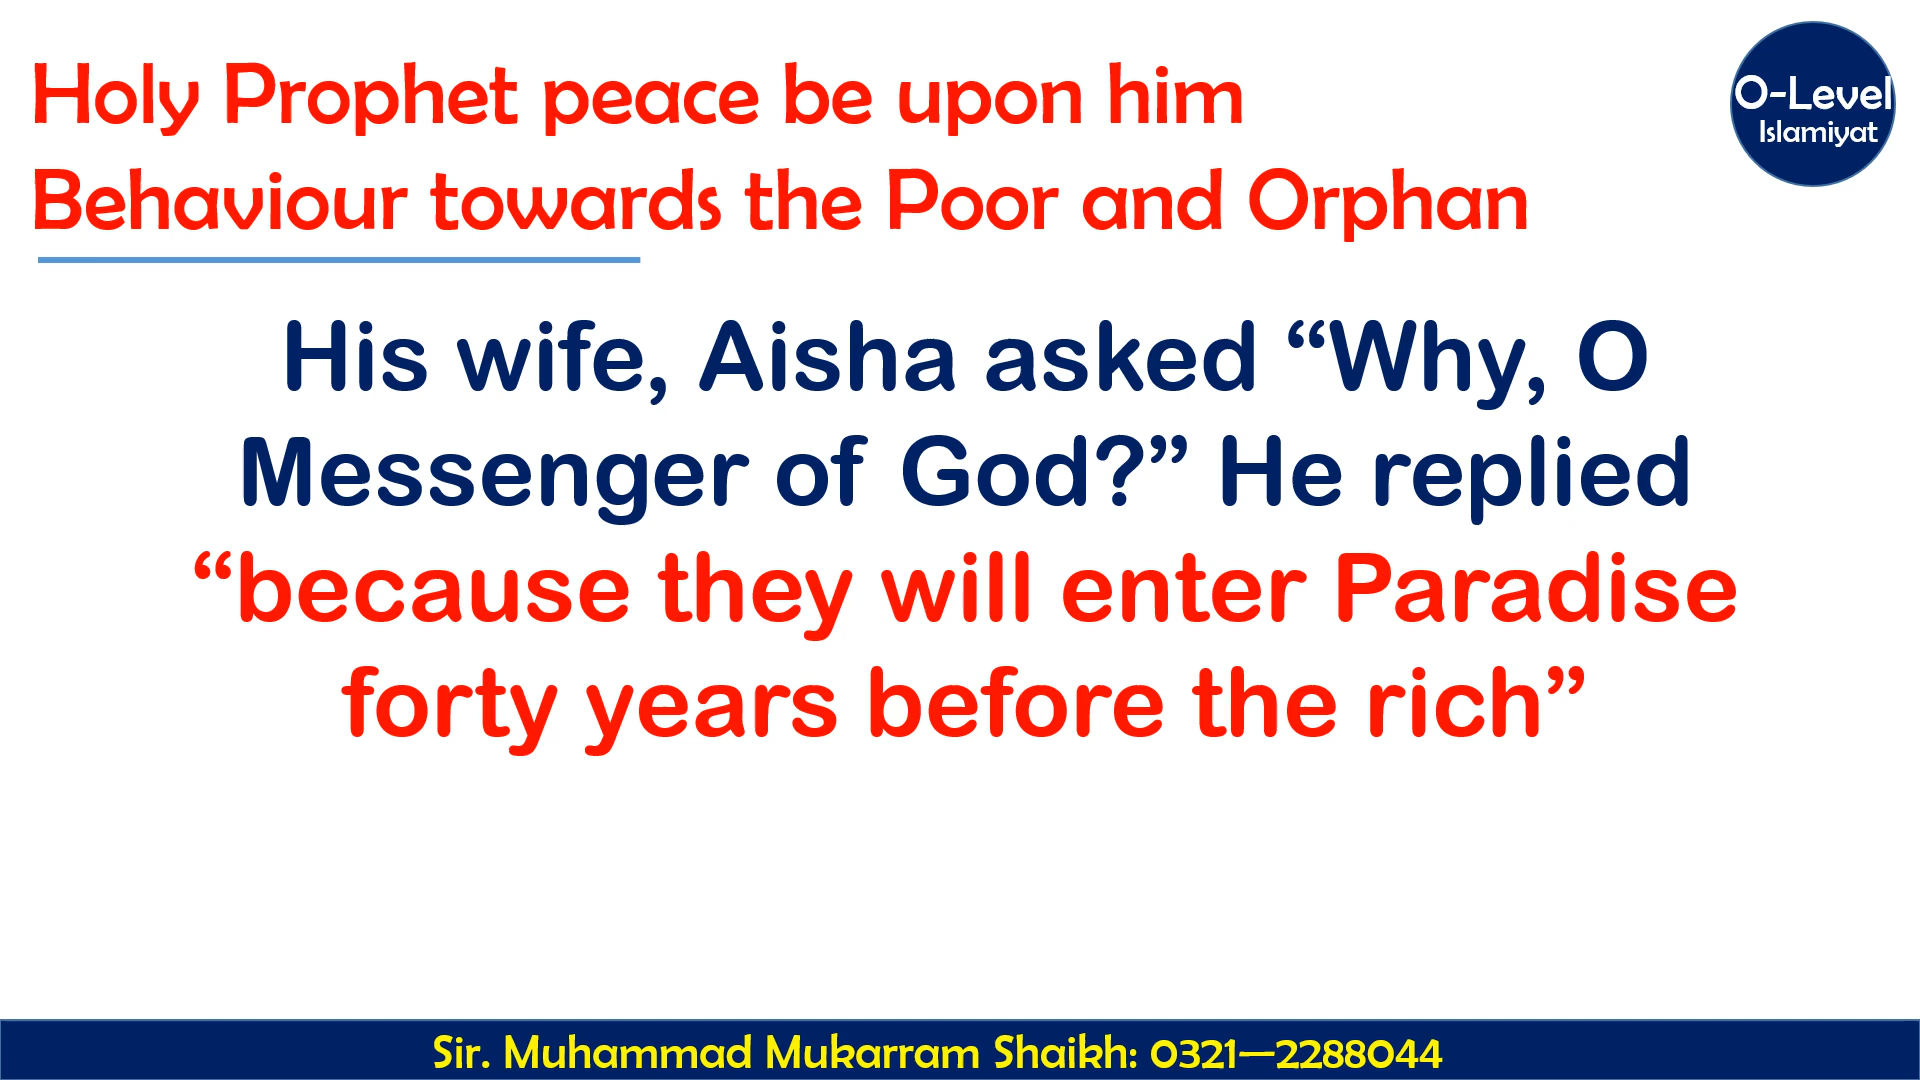 Holy Prophet peace be upon him
Behaviour towards the Poor and Orphan
O-Level
Islamiyat
His wife, Aisha asked “Why, O
Messenger of God?” He replied
“because they will enter Paradise
forty years before the rich”
Sir. Muhammad Mukarram Shaikh: 0321—2288044